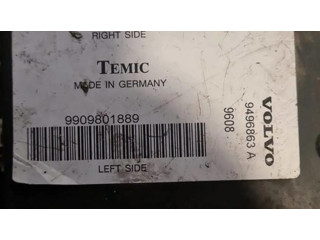 RIGHT SIDE
TEMIC
MADE IN GERMANY
9909801889
LEFT SIDE
VOLVO
9496863 A
9608